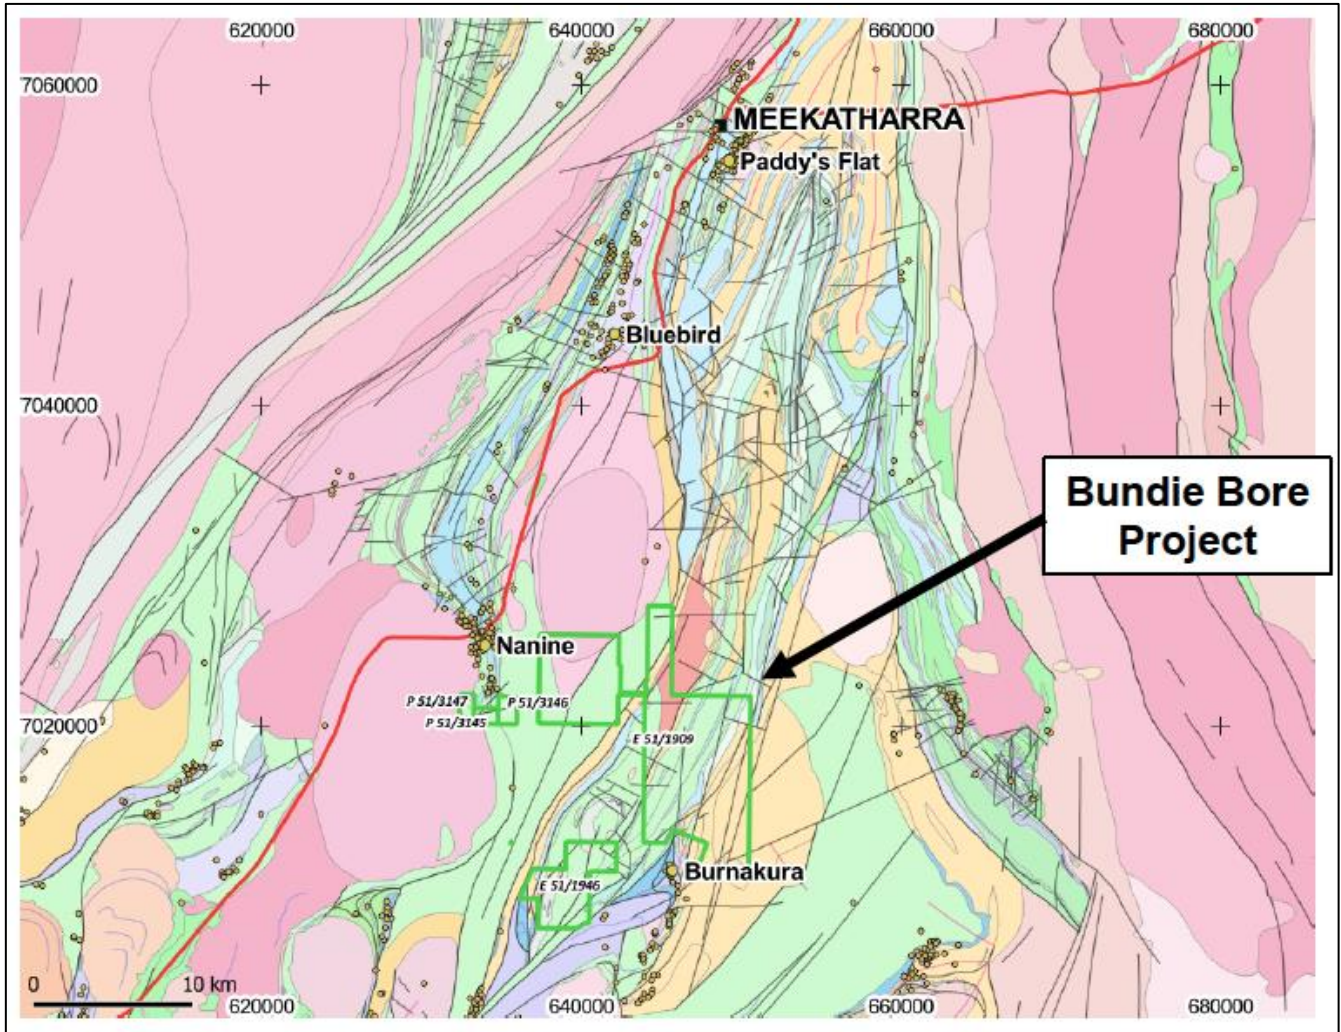 620000
640000
660000
680000
7060000
MEEKATHARRA
Paddy's Flat
Bluebird
7040000
Bundie Bore
Project
Nanine
P 51/3147
P 51/3146
P 51/3145
7020000
E 51/1909
Burnakura
E 51/1946
0
10 km
620000
640000
660000
680000